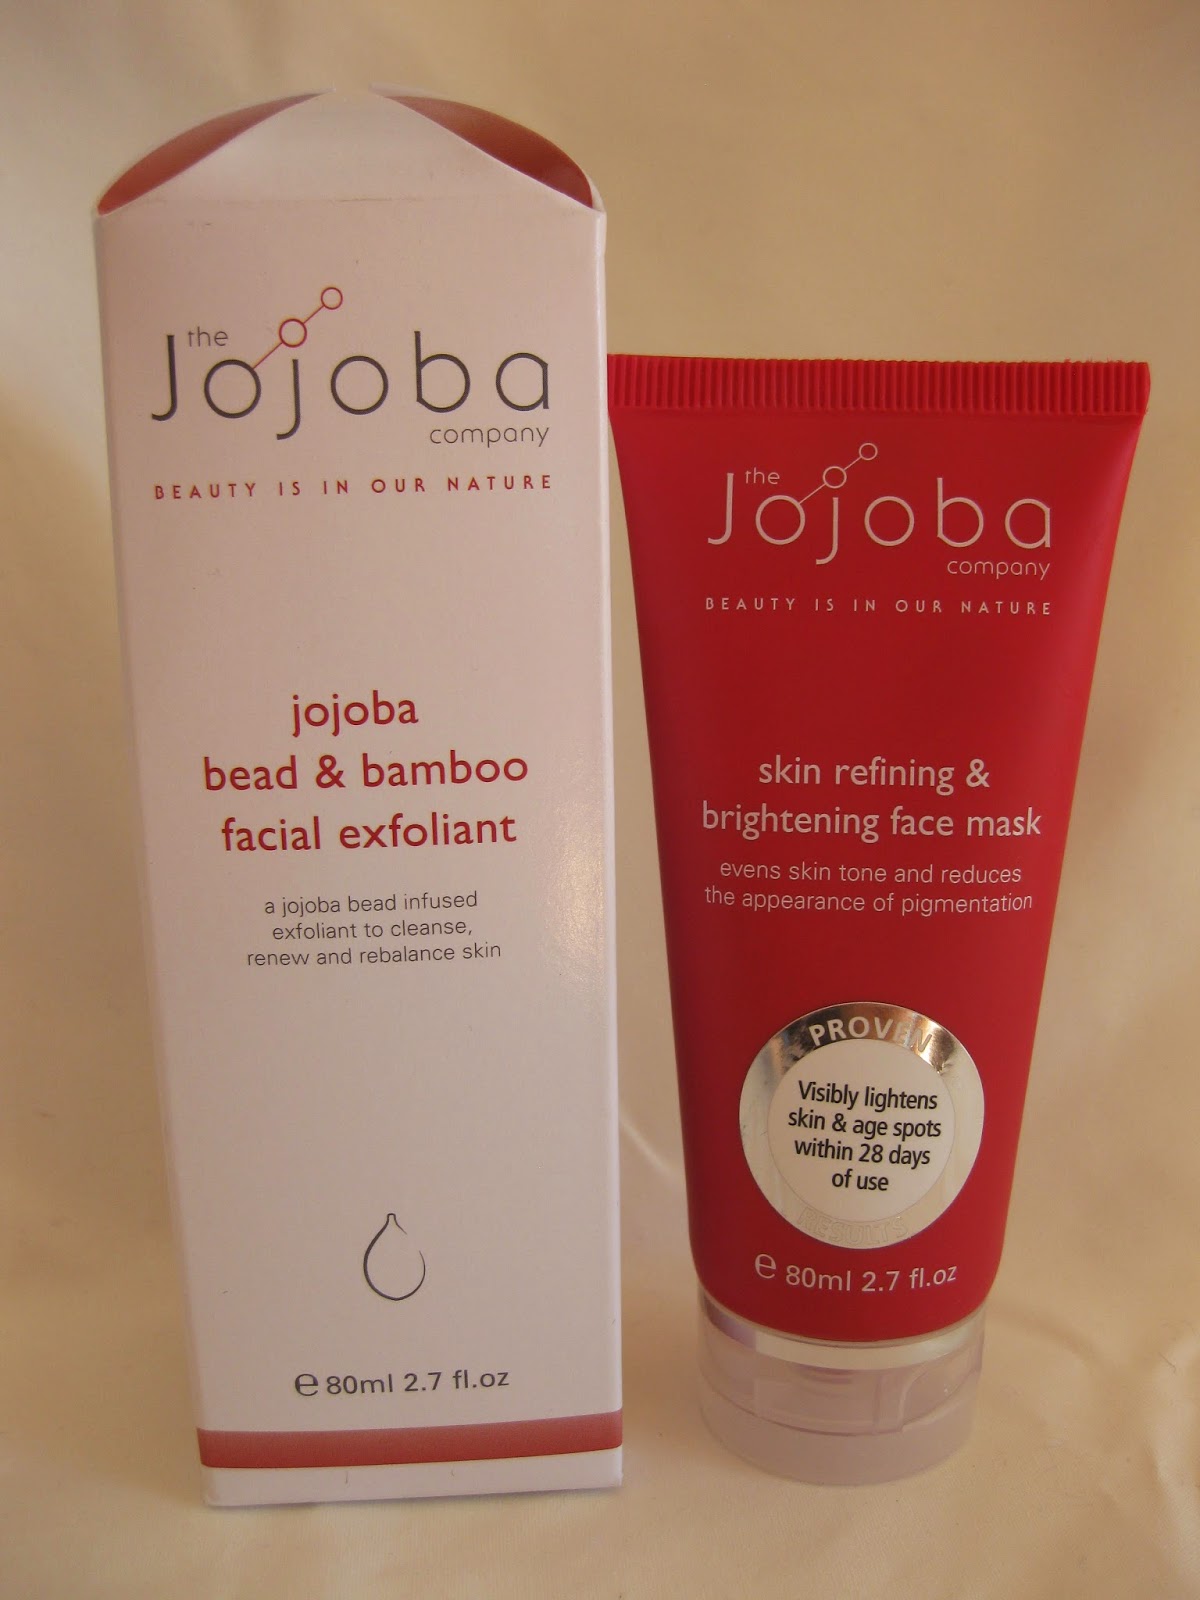 the
Jojoba
company
BEAUTY IS IN OUR NATURE
jojoba
bead & bamboo
facial exfoliant
a jojoba bead infused
exfoliant to cleanse,
renew and rebalance skin
e 80ml 2.7 fl.oz
the
Jojoba
company
BEAUTY IS IN OUR NATURE
skin refining &
brightening face mask
evens skin tone and reduces
the appearance of pigmentation
PROVEN
Visibly lightens
skin & age spots
within 28 days
of use
RESULTS
e 80ml 2.7 fl.oz